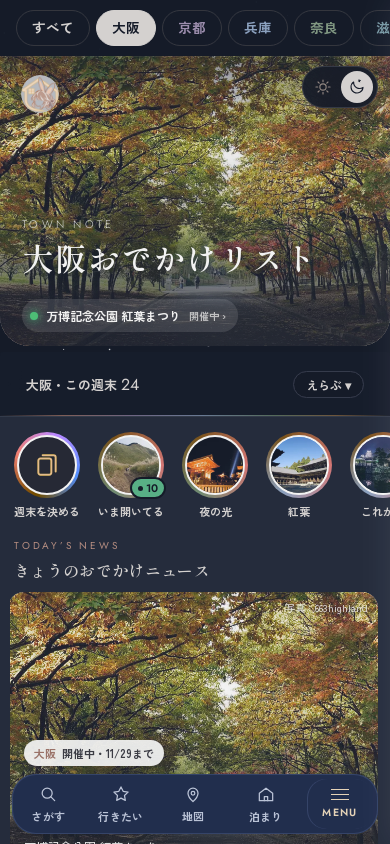 すべて 大阪 京都 兵庫 奈良
TOWN NOTE
大阪おでかけリスト
万博記念公園 紅葉まつり 開催中 ›
大阪・この週末 24 えらぶ ▾
10
週末を決める いま開いてる 夜の光 紅葉 これか
TODAY'S NEWS
きょうのおでかけニュース
写真 663highland
大阪 開催中・11/29まで
さがす 行きたい 地図 泊まり MENU